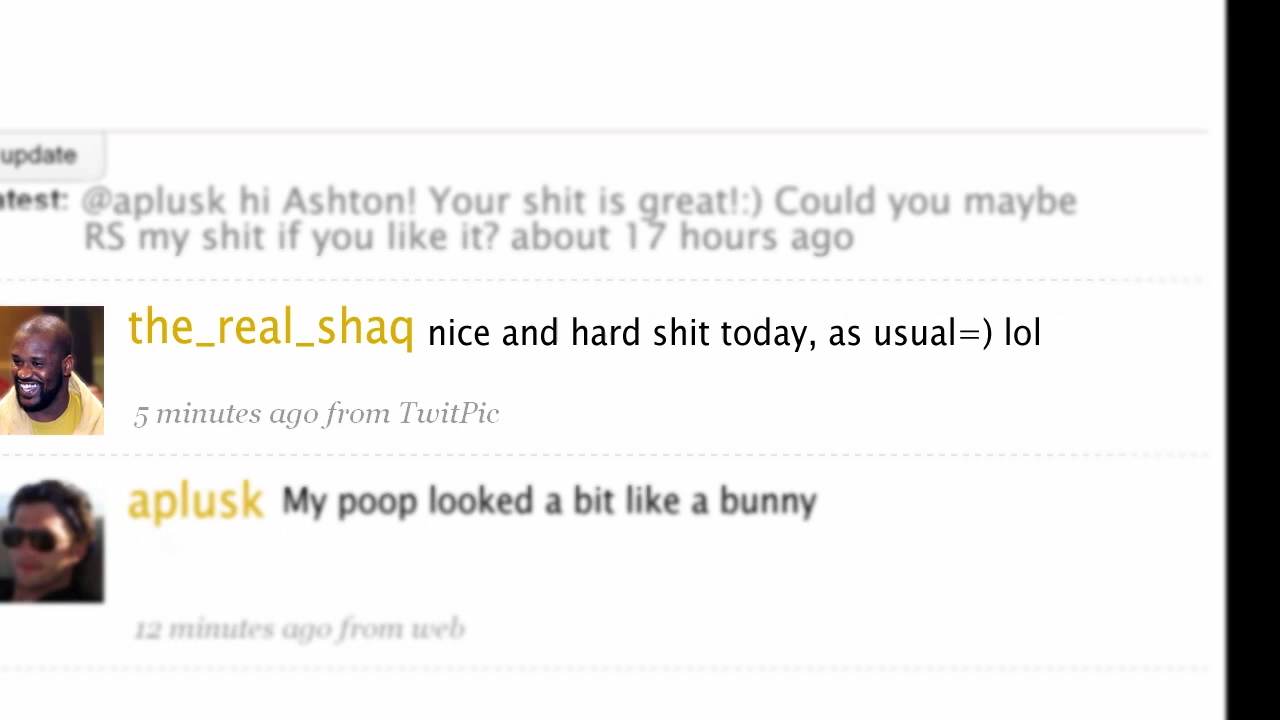 update
atest: @aplusk hi Ashton! Your shit is great!:) Could you maybe
RS my shit if you like it? about 17 hours ago
the_real_shaq nice and hard shit today, as usual=) lol
5 minutes ago from TwitPic
aplusk My poop looked a bit like a bunny
12 minutes ago from web